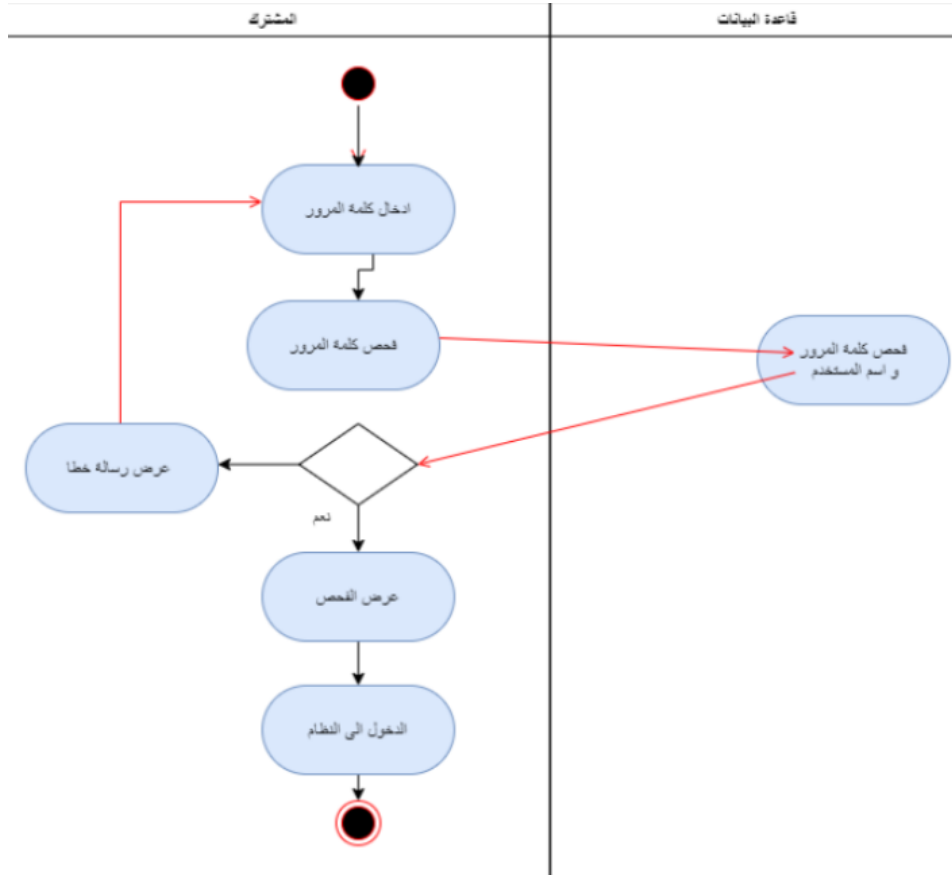 المشترك
قاعدة البيانات
ادخال كلمة المرور
فحص كلمة المرور
فحص كلمة المرور
و اسم المستخدم
عرض رسالة خطا
نعم
عرض الفحص
الدخول الى النظام